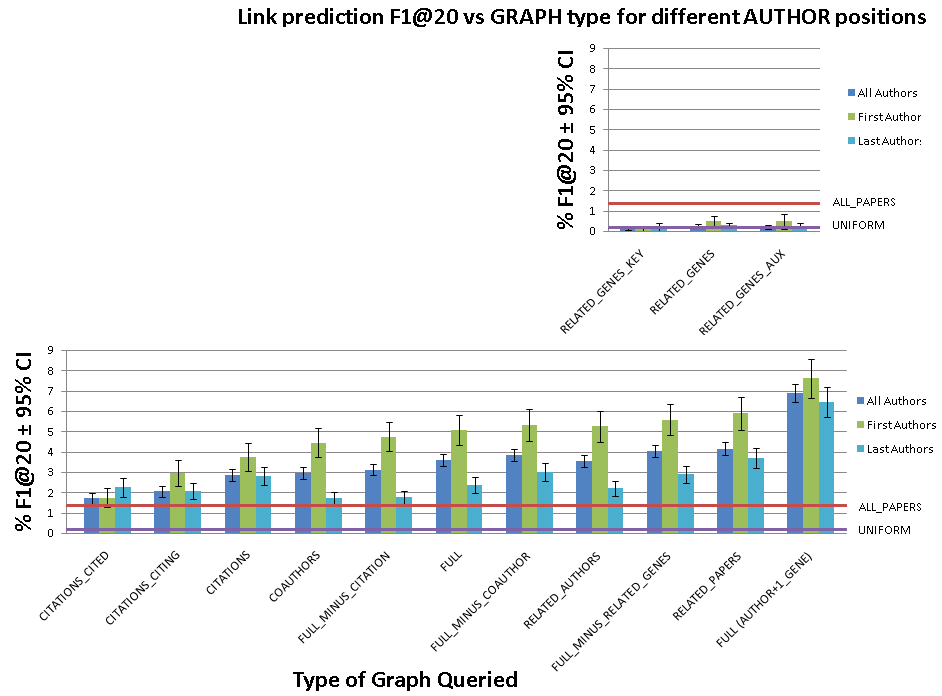 Link prediction F1@20 vs GRAPH type for different AUTHOR positions
% F1@20 ± 95% CI
9
8
7
6
5
4
3
2
1
0
All Authors
First Author
Last Author
ALL_PAPERS
UNIFORM
RELATED_GENES_KEY
RELATED_GENES
RELATED_GENES_AUX
% F1@20 ± 95% CI
9
8
7
6
5
4
3
2
1
0
All Authors
First Authors
Last Authors
ALL_PAPERS
UNIFORM
CITATIONS_CITED
CITATIONS_CITING
CITATIONS
COAUTHORS
FULL_MINUS_CITATION
FULL
FULL_MINUS_COAUTHOR
RELATED_AUTHORS
FULL_MINUS_RELATED_GENES
RELATED_PAPERS
FULL (AUTHOR+1_GENE)
Type of Graph Queried